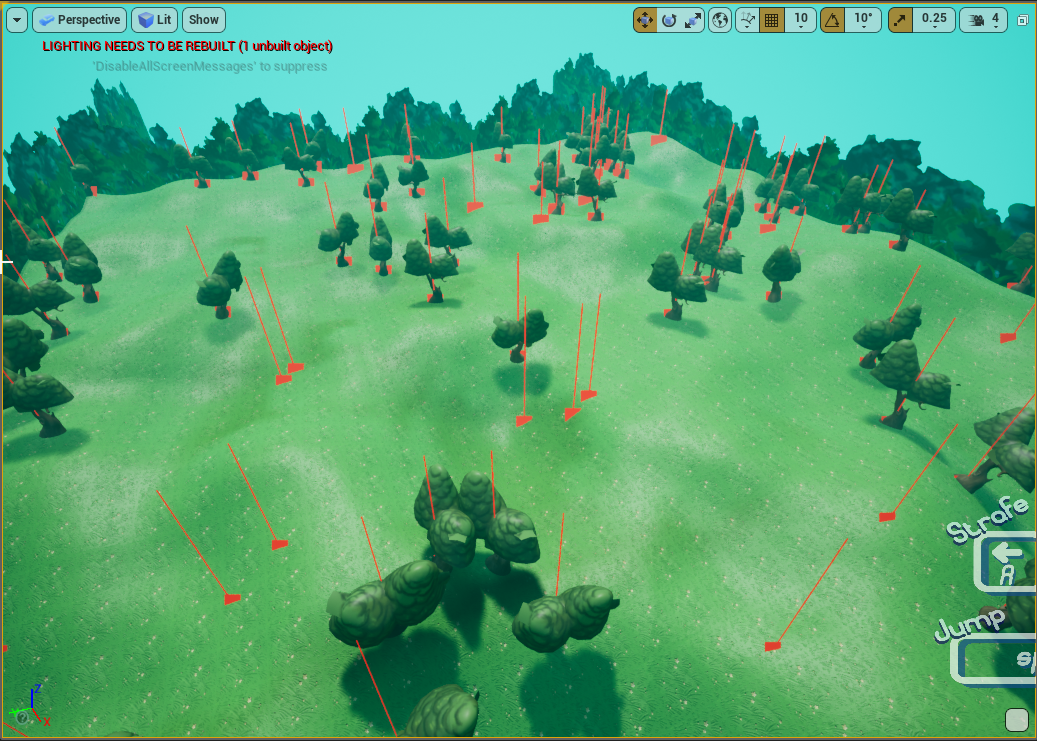 Perspective Lit Show 10 10° 0.25 4
LIGHTING NEEDS TO BE REBUILT (1 unbuilt object)
'DisableAllScreenMessages' to suppress
Strafe
A
Jump
Z
X
?